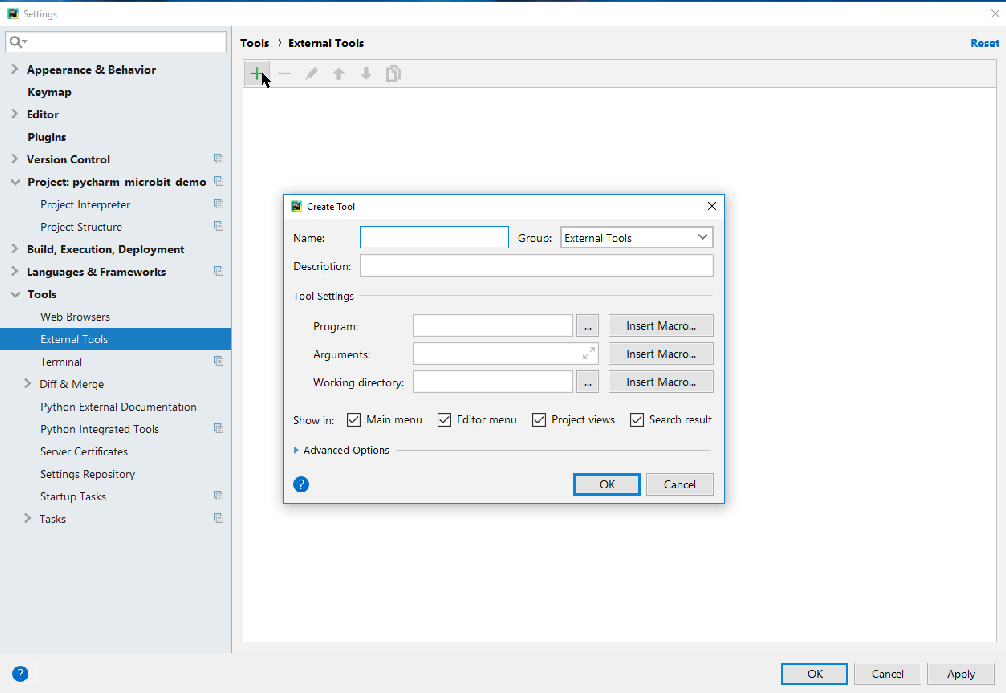 Settings
Tools › External Tools
Reset
Appearance & Behavior
Keymap
Editor
Plugins
Version Control
Project: pycharm_microbit_demo
Project Interpreter
Project Structure
Build, Execution, Deployment
Languages & Frameworks
Tools
Web Browsers
External Tools
Terminal
Diff & Merge
Python External Documentation
Python Integrated Tools
Server Certificates
Settings Repository
Startup Tasks
Tasks
Create Tool
Name: Group: External Tools
Description:
Tool Settings
Program: ... Insert Macro...
Arguments: Insert Macro...
Working directory: ... Insert Macro...
Show in: Main menu Editor menu Project views Search result
Advanced Options
? OK Cancel
? OK Cancel Apply